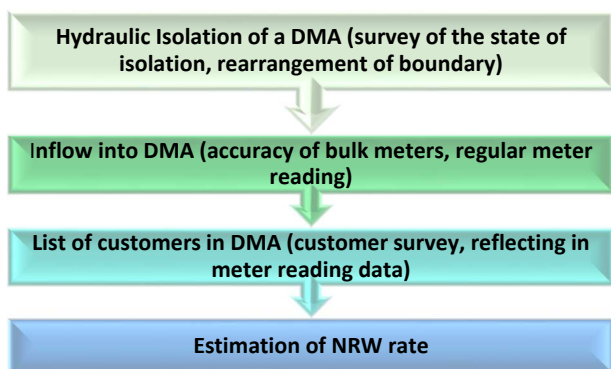 Hydraulic Isolation of a DMA (survey of the state of
isolation, rearrangement of boundary)
Inflow into DMA (accuracy of bulk meters, regular meter
reading)
List of customers in DMA (customer survey, reflecting in
meter reading data)
Estimation of NRW rate